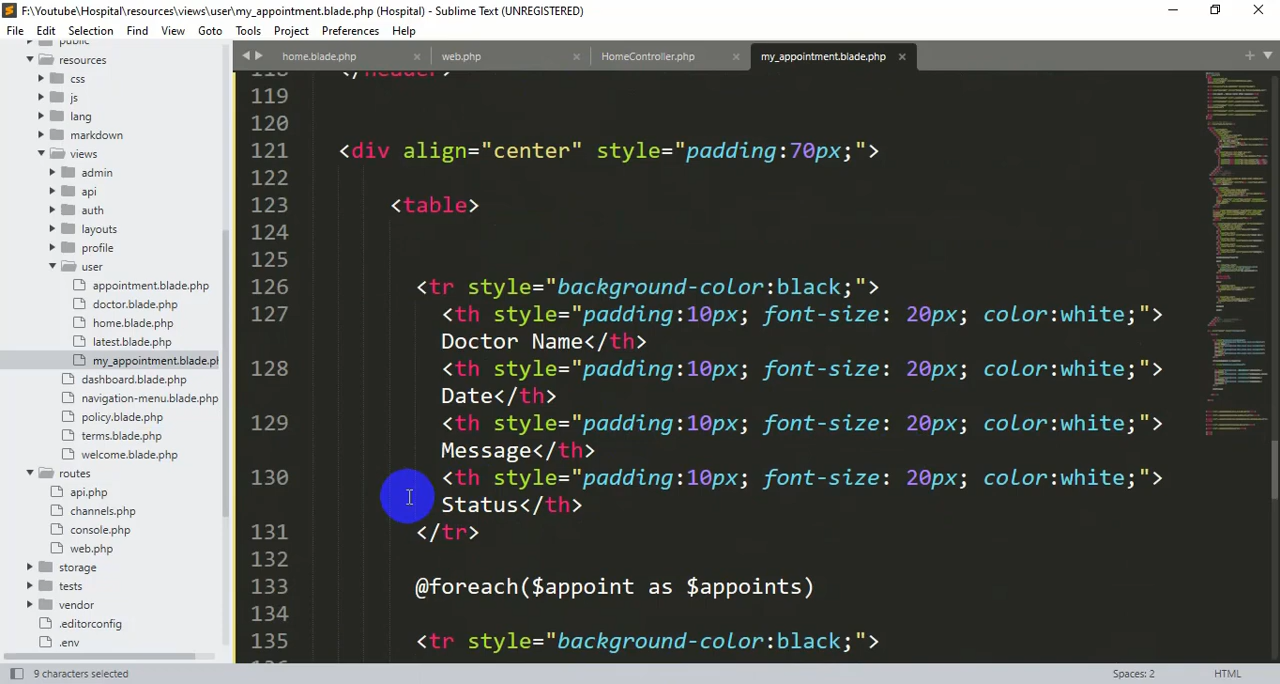 F:\Youtube\Hospital\resources\views\user\my_appointment.blade.php (Hospital) - Sublime Text (UNREGISTERED)
File Edit Selection Find View Goto Tools Project Preferences Help
public
resources
css
js
lang
markdown
views
admin
api
auth
layouts
profile
user
appointment.blade.php
doctor.blade.php
home.blade.php
latest.blade.php
my_appointment.blade.ph
dashboard.blade.php
navigation-menu.blade.php
policy.blade.php
terms.blade.php
welcome.blade.php
routes
api.php
channels.php
console.php
web.php
storage
tests
vendor
.editorconfig
.env
home.blade.php web.php HomeController.php my_appointment.blade.php
118 </header>
119
120
121 <div align="center" style="padding:70px;">
122
123 <table>
124
125
126 <tr style="background-color:black;">
127 <th style="padding:10px; font-size: 20px; color:white;">
Doctor Name</th>
128 <th style="padding:10px; font-size: 20px; color:white;">
Date</th>
129 <th style="padding:10px; font-size: 20px; color:white;">
Message</th>
130 <th style="padding:10px; font-size: 20px; color:white;">
Status</th>
131 </tr>
132
133 @foreach($appoint as $appoints)
134
135 <tr style="background-color:black;">
9 characters selected Spaces: 2 HTML